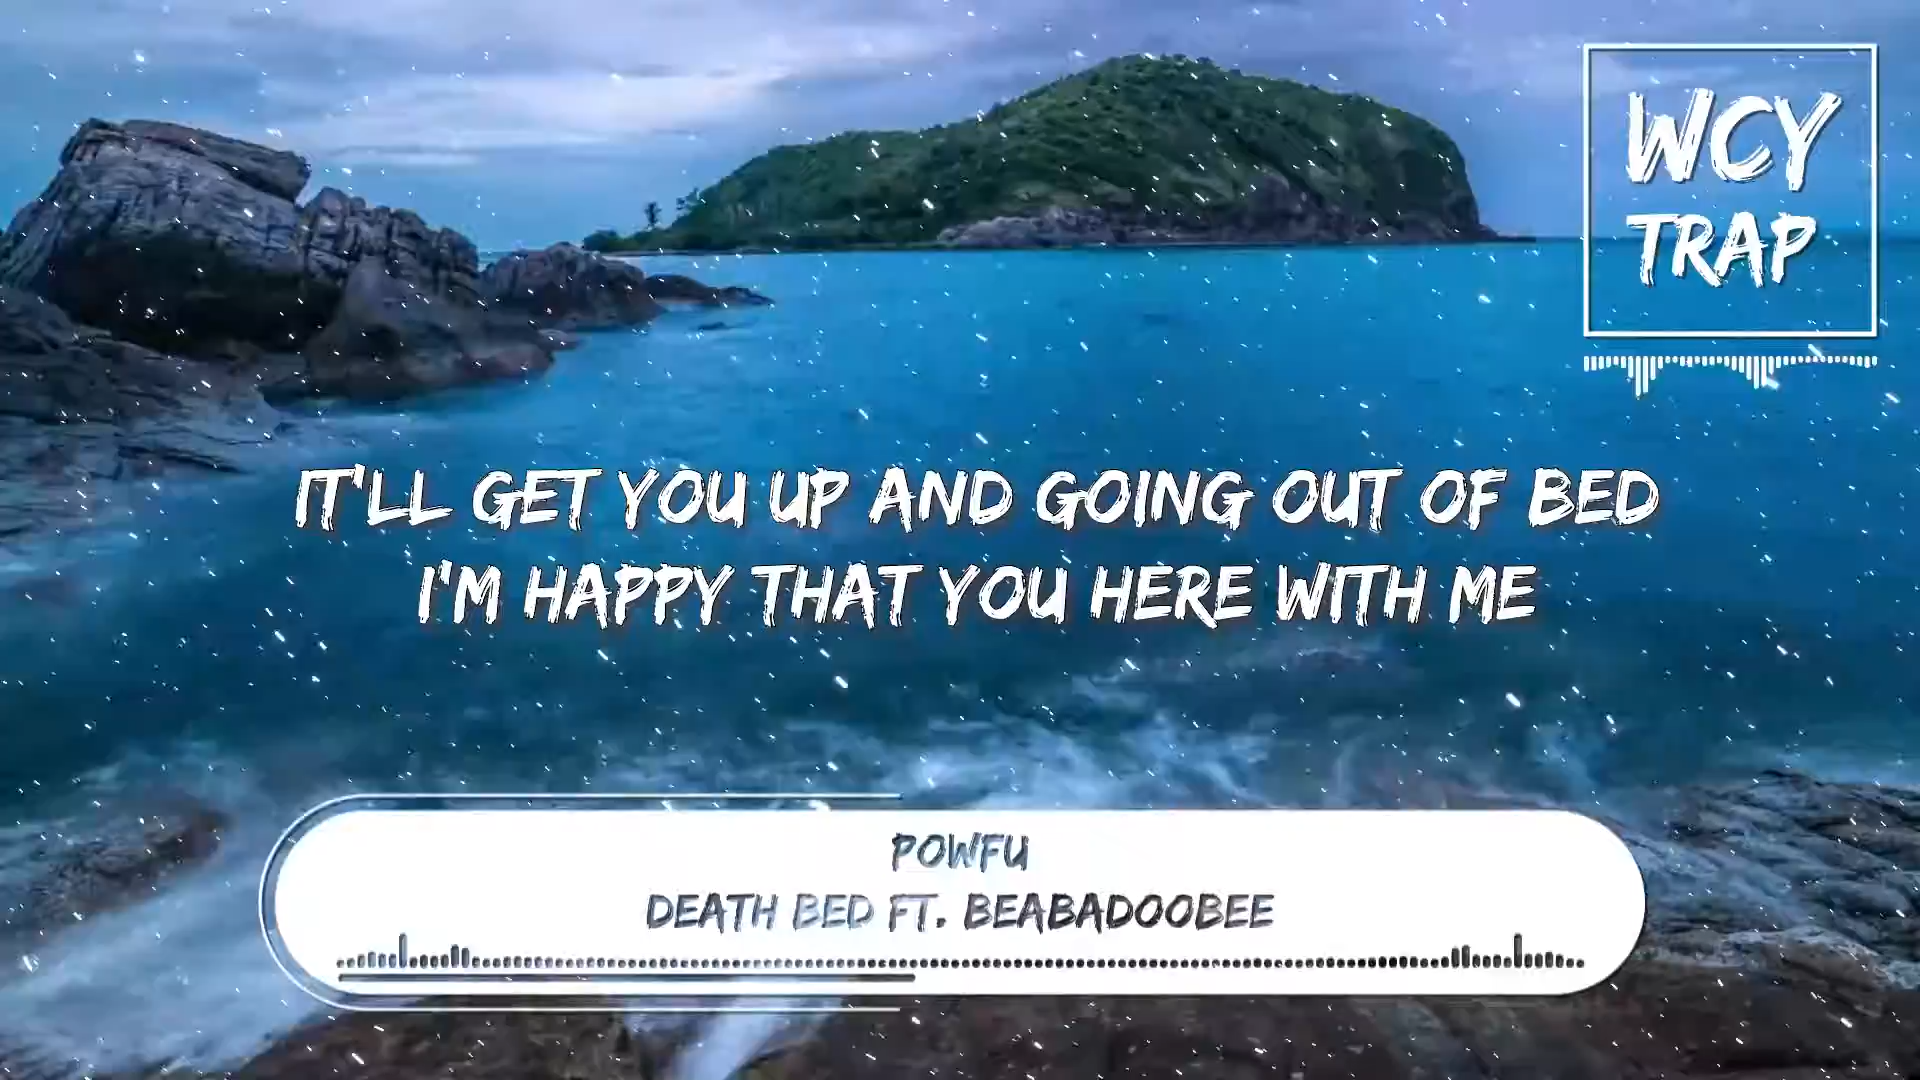 WCY
TRAP
IT'LL GET YOU UP AND GOING OUT OF BED
I'M HAPPY THAT YOU HERE WITH ME
POWFU
DEATH BED FT. BEABADOOBEE